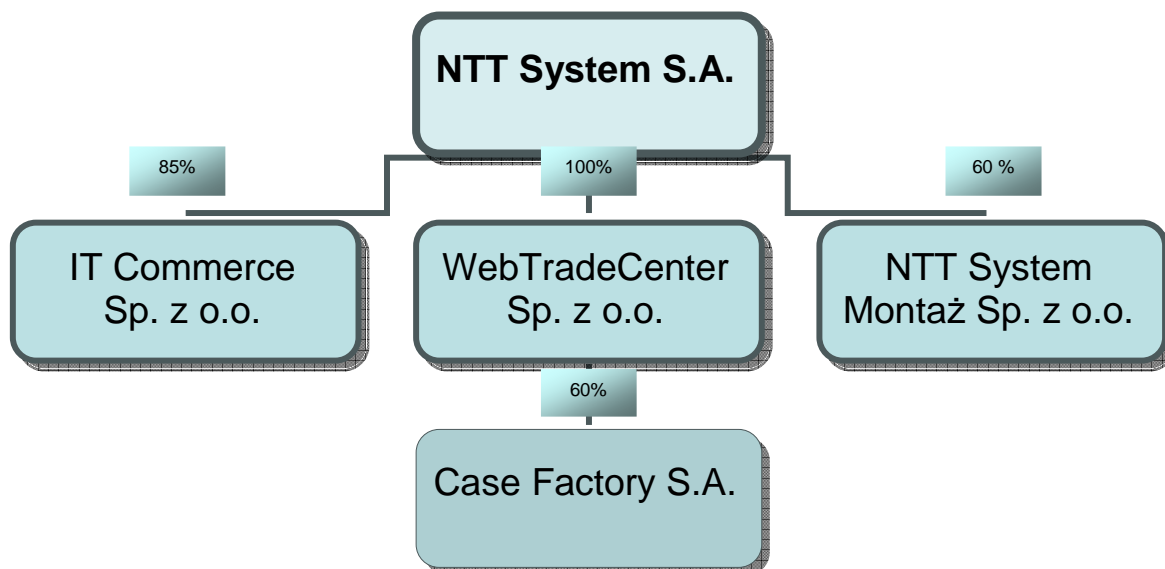 NTT System S.A.
85%
100%
60 %
IT Commerce
Sp. z o.o.
WebTradeCenter
Sp. z o.o.
NTT System
Montaż Sp. z o.o.
60%
Case Factory S.A.